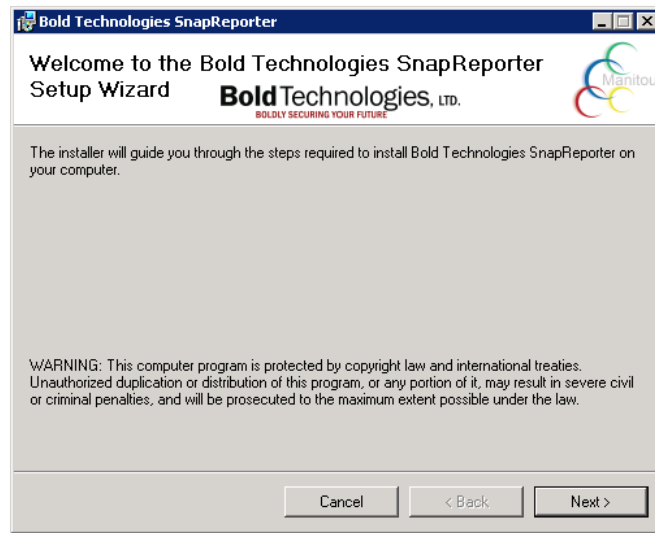 Bold Technologies SnapReporter
Welcome to the Bold Technologies SnapReporter
Setup Wizard
Bold Technologies, LTD.
BOLDLY SECURING YOUR FUTURE
Manitou
The installer will guide you through the steps required to install Bold Technologies SnapReporter on
your computer.
WARNING: This computer program is protected by copyright law and international treaties.
Unauthorized duplication or distribution of this program, or any portion of it, may result in severe civil
or criminal penalties, and will be prosecuted to the maximum extent possible under the law.
Cancel
< Back
Next >